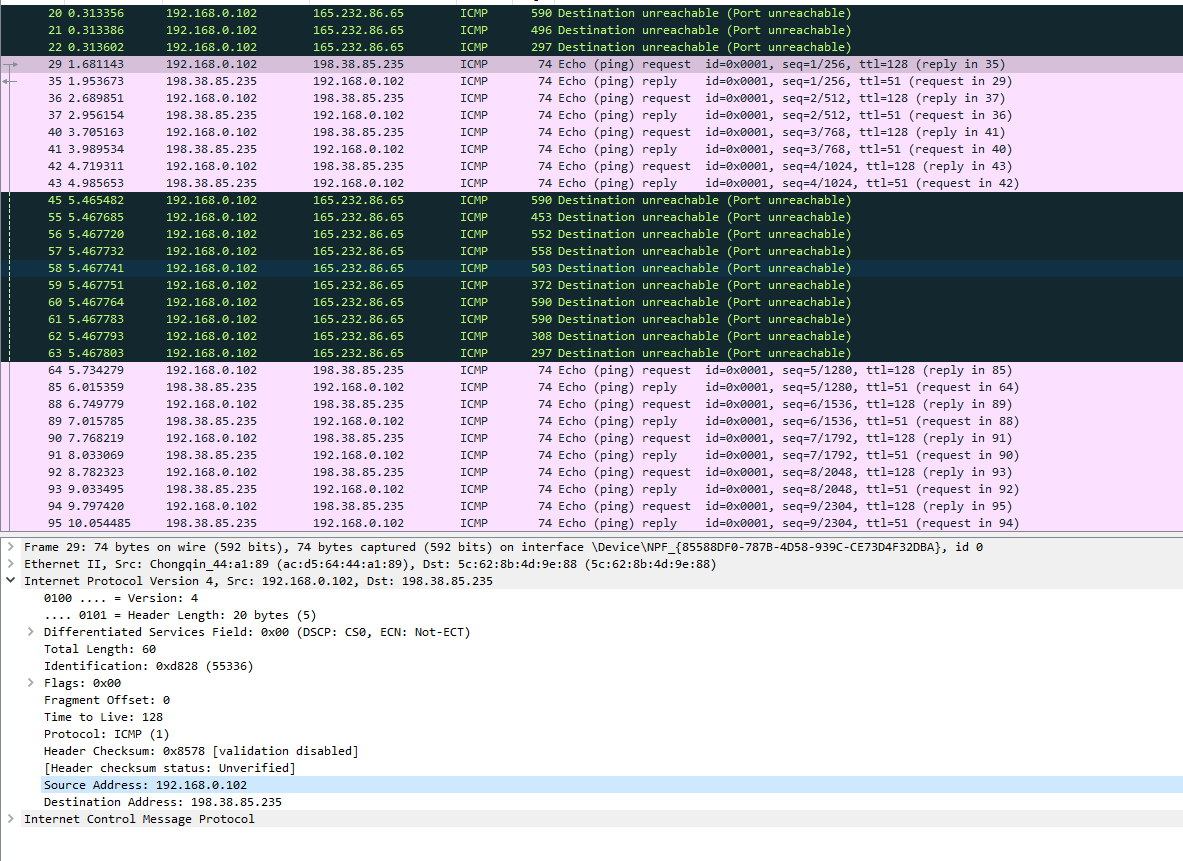 20 0.313356 192.168.0.102 165.232.86.65 ICMP 590 Destination unreachable (Port unreachable)
21 0.313386 192.168.0.102 165.232.86.65 ICMP 496 Destination unreachable (Port unreachable)
22 0.313602 192.168.0.102 165.232.86.65 ICMP 297 Destination unreachable (Port unreachable)
29 1.681143 192.168.0.102 198.38.85.235 ICMP 74 Echo (ping) request id=0x0001, seq=1/256, ttl=128 (reply in 35)
35 1.953673 198.38.85.235 192.168.0.102 ICMP 74 Echo (ping) reply id=0x0001, seq=1/256, ttl=51 (request in 29)
36 2.689851 192.168.0.102 198.38.85.235 ICMP 74 Echo (ping) request id=0x0001, seq=2/512, ttl=128 (reply in 37)
37 2.956154 198.38.85.235 192.168.0.102 ICMP 74 Echo (ping) reply id=0x0001, seq=2/512, ttl=51 (request in 36)
40 3.705163 192.168.0.102 198.38.85.235 ICMP 74 Echo (ping) request id=0x0001, seq=3/768, ttl=128 (reply in 41)
41 3.989534 198.38.85.235 192.168.0.102 ICMP 74 Echo (ping) reply id=0x0001, seq=3/768, ttl=51 (request in 40)
42 4.719311 192.168.0.102 198.38.85.235 ICMP 74 Echo (ping) request id=0x0001, seq=4/1024, ttl=128 (reply in 43)
43 4.985653 198.38.85.235 192.168.0.102 ICMP 74 Echo (ping) reply id=0x0001, seq=4/1024, ttl=51 (request in 42)
45 5.465482 192.168.0.102 165.232.86.65 ICMP 590 Destination unreachable (Port unreachable)
55 5.467685 192.168.0.102 165.232.86.65 ICMP 453 Destination unreachable (Port unreachable)
56 5.467720 192.168.0.102 165.232.86.65 ICMP 552 Destination unreachable (Port unreachable)
57 5.467732 192.168.0.102 165.232.86.65 ICMP 558 Destination unreachable (Port unreachable)
58 5.467741 192.168.0.102 165.232.86.65 ICMP 503 Destination unreachable (Port unreachable)
59 5.467751 192.168.0.102 165.232.86.65 ICMP 372 Destination unreachable (Port unreachable)
60 5.467764 192.168.0.102 165.232.86.65 ICMP 590 Destination unreachable (Port unreachable)
61 5.467783 192.168.0.102 165.232.86.65 ICMP 590 Destination unreachable (Port unreachable)
62 5.467793 192.168.0.102 165.232.86.65 ICMP 308 Destination unreachable (Port unreachable)
63 5.467803 192.168.0.102 165.232.86.65 ICMP 297 Destination unreachable (Port unreachable)
64 5.734279 192.168.0.102 198.38.85.235 ICMP 74 Echo (ping) request id=0x0001, seq=5/1280, ttl=128 (reply in 85)
85 6.015359 198.38.85.235 192.168.0.102 ICMP 74 Echo (ping) reply id=0x0001, seq=5/1280, ttl=51 (request in 64)
88 6.749779 192.168.0.102 198.38.85.235 ICMP 74 Echo (ping) request id=0x0001, seq=6/1536, ttl=128 (reply in 89)
89 7.015785 198.38.85.235 192.168.0.102 ICMP 74 Echo (ping) reply id=0x0001, seq=6/1536, ttl=51 (request in 88)
90 7.768219 192.168.0.102 198.38.85.235 ICMP 74 Echo (ping) request id=0x0001, seq=7/1792, ttl=128 (reply in 91)
91 8.033069 198.38.85.235 192.168.0.102 ICMP 74 Echo (ping) reply id=0x0001, seq=7/1792, ttl=51 (request in 90)
92 8.782323 192.168.0.102 198.38.85.235 ICMP 74 Echo (ping) request id=0x0001, seq=8/2048, ttl=128 (reply in 93)
93 9.033495 198.38.85.235 192.168.0.102 ICMP 74 Echo (ping) reply id=0x0001, seq=8/2048, ttl=51 (request in 92)
94 9.797420 192.168.0.102 198.38.85.235 ICMP 74 Echo (ping) request id=0x0001, seq=9/2304, ttl=128 (reply in 95)
95 10.054485 198.38.85.235 192.168.0.102 ICMP 74 Echo (ping) reply id=0x0001, seq=9/2304, ttl=51 (request in 94)
Frame 29: 74 bytes on wire (592 bits), 74 bytes captured (592 bits) on interface \Device\NPF_{85588DF0-787B-4D58-939C-CE73D4F32DBA}, id 0
Ethernet II, Src: Chongqin_44:a1:89 (ac:d5:64:44:a1:89), Dst: 5c:62:8b:4d:9e:88 (5c:62:8b:4d:9e:88)
Internet Protocol Version 4, Src: 192.168.0.102, Dst: 198.38.85.235
0100 .... = Version: 4
.... 0101 = Header Length: 20 bytes (5)
Differentiated Services Field: 0x00 (DSCP: CS0, ECN: Not-ECT)
Total Length: 60
Identification: 0xd828 (55336)
Flags: 0x00
Fragment Offset: 0
Time to Live: 128
Protocol: ICMP (1)
Header Checksum: 0x8578 [validation disabled]
[Header checksum status: Unverified]
Source Address: 192.168.0.102
Destination Address: 198.38.85.235
Internet Control Message Protocol